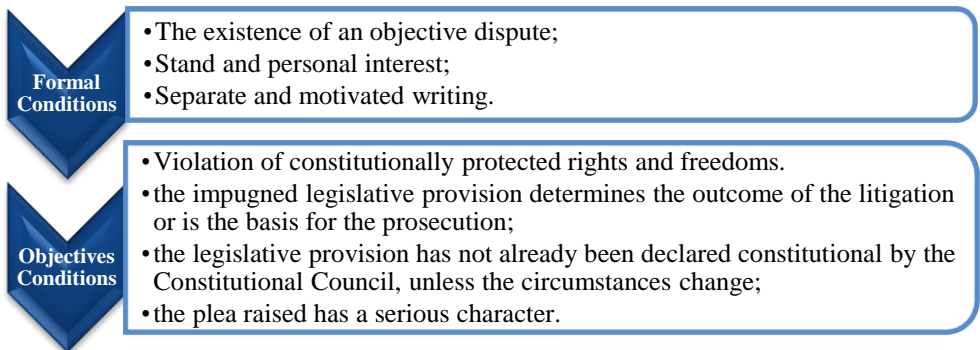 Formal
Conditions
•The existence of an objective dispute;
•Stand and personal interest;
•Separate and motivated writing.
Objectives
Conditions
•Violation of constitutionally protected rights and freedoms.
•the impugned legislative provision determines the outcome of the litigation
or is the basis for the prosecution;
•the legislative provision has not already been declared constitutional by the
Constitutional Council, unless the circumstances change;
•the plea raised has a serious character.